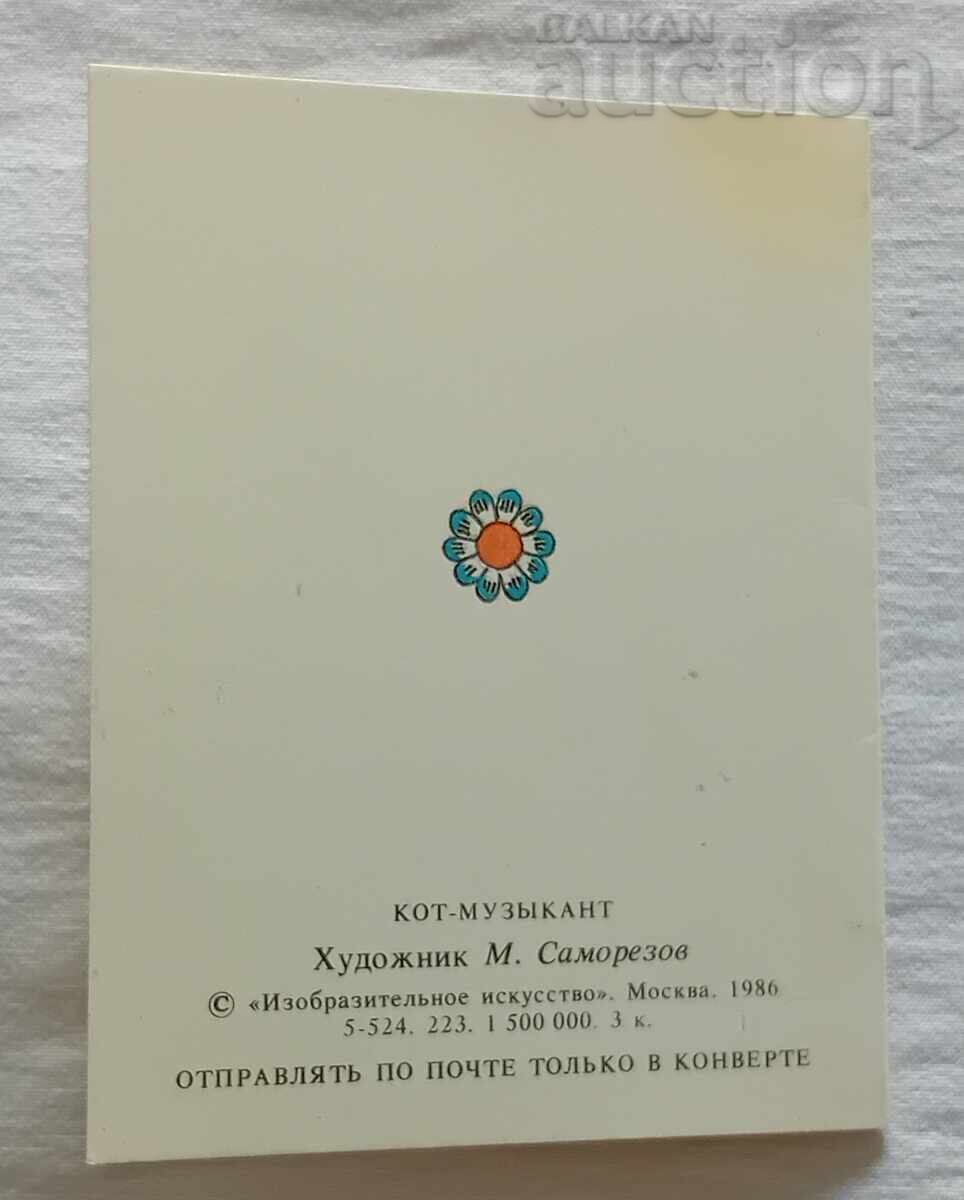 BALKAN
auction
КОТ-МУЗЫКАНТ
Художник М. Саморезов
© «Изобразительное искусство». Москва. 1986
5-524. 223. 1 500 000. 3 к.
ОТПРАВЛЯТЬ ПО ПОЧТЕ ТОЛЬКО В КОНВЕРТЕ